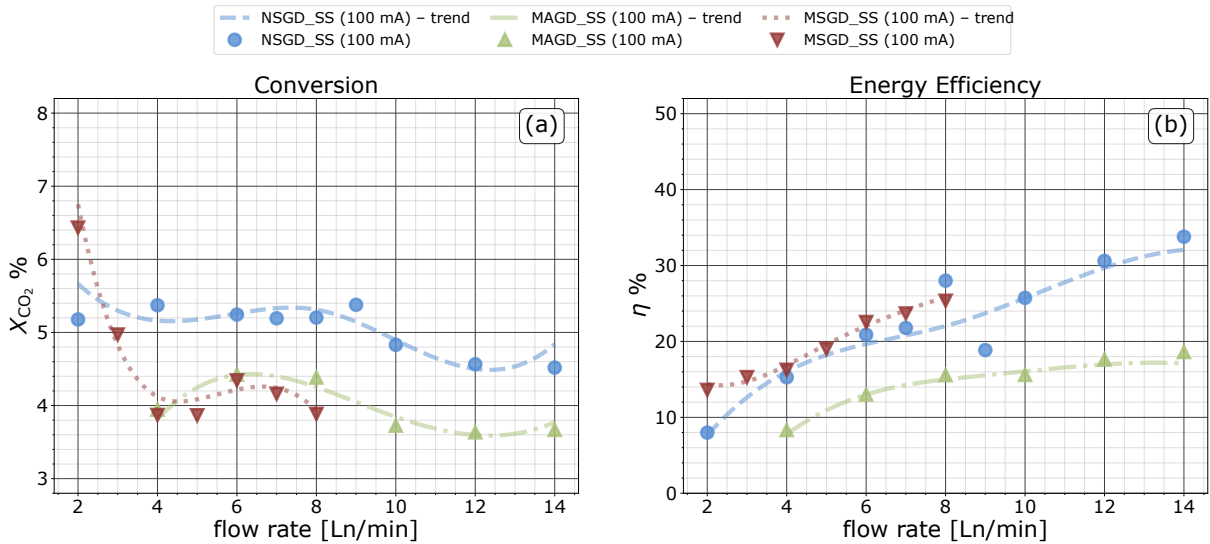 NSGD_SS (100 mA) – trend MAGD_SS (100 mA) – trend MSGD_SS (100 mA) – trend
NSGD_SS (100 mA) MAGD_SS (100 mA) MSGD_SS (100 mA)
Conversion
(a)
X_CO₂ %
8
7
6
5
4
3
2 4 6 8 10 12 14
flow rate [Ln/min]
Energy Efficiency
(b)
η %
50
40
30
20
10
0
2 4 6 8 10 12 14
flow rate [Ln/min]